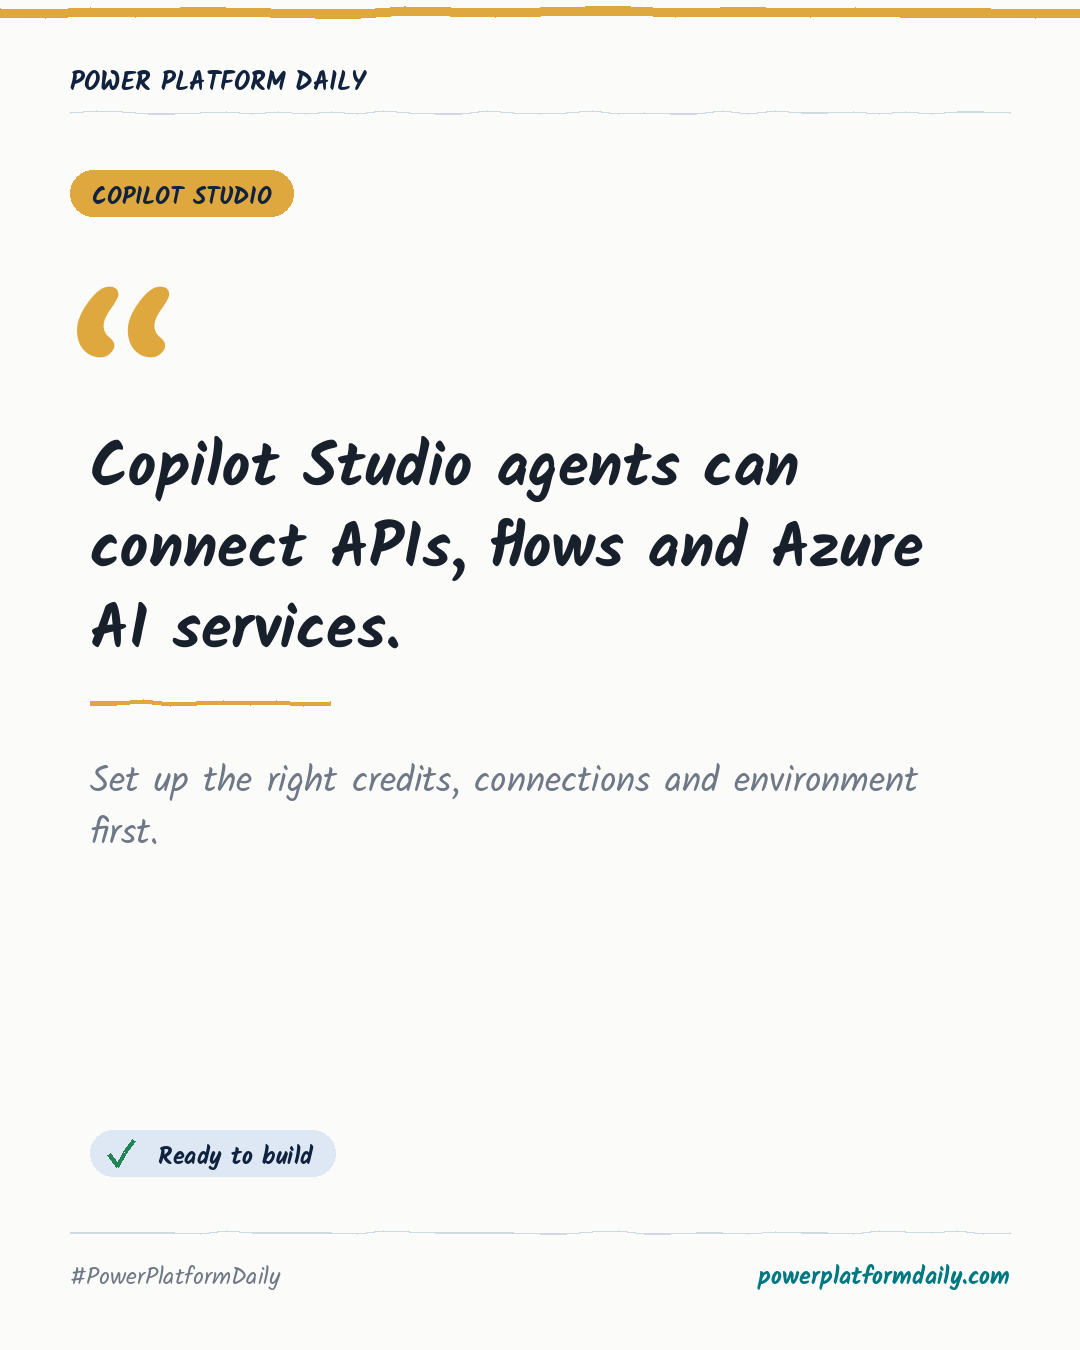 POWER PLATFORM DAILY
COPILOT STUDIO
“
Copilot Studio agents can
connect APIs, flows and Azure
AI services.
Set up the right credits, connections and environment
first.
Ready to build
#PowerPlatformDaily
powerplatformdaily.com